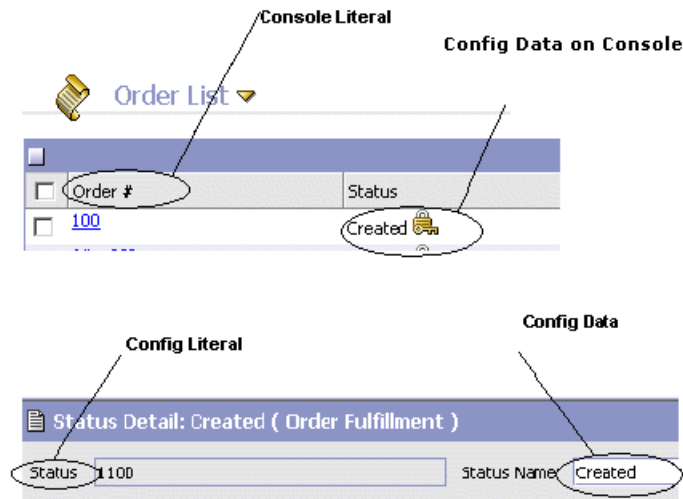 Console Literal
Config Data on Console
Order List
Order #
Status
100
Created
Config Data
Config Literal
Status Detail: Created ( Order Fulfillment )
Status
1100
Status Name
Created